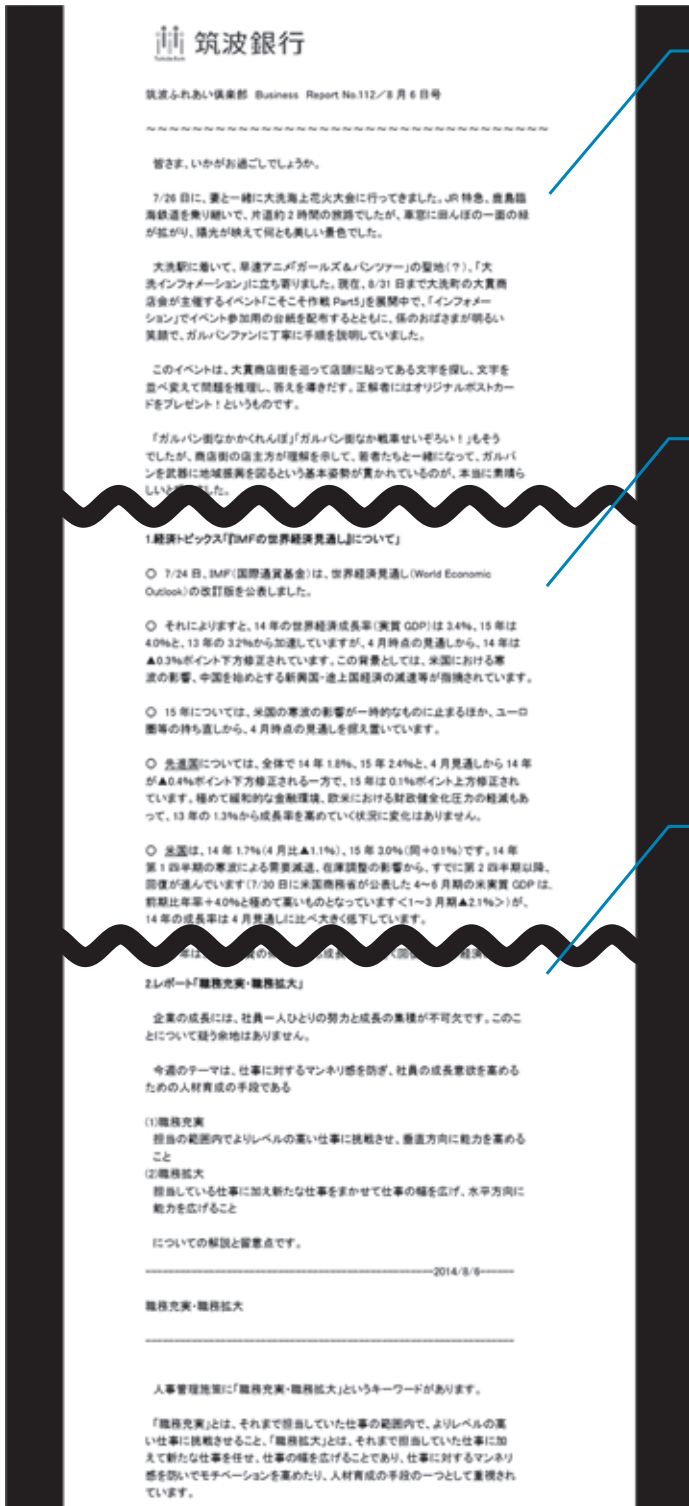 筑波銀行
筑波ふれあい倶楽部 Business Report No.112／8月6日号
~~~~~~~~~~~~~~~~~~~~~~~~~~~~~~~~~~~
皆さま、いかがお過ごしでしょうか。
7/26 日に、妻と一緒に大洗海上花火大会に行ってきました。JR 特急、鹿島臨
海鉄道を乗り継いで、片道約 2 時間の旅路でしたが、車窓に田んぼの一面の緑
が拡がり、陽光が映えて何とも美しい景色でした。
大洗駅に着いて、早速アニメ「ガールズ&パンツァー」の聖地(？)、「大
洗インフォメーション」に立ち寄りました。現在、8/31 日まで大洗町の大貫商
店会が主催するイベント「こそこそ作戦 Part5」を展開中で、「インフォメー
ション」でイベント参加用の台紙を配布するとともに、係のおばさまが明るい
笑顔で、ガルパンファンに丁寧に手順を説明していました。
このイベントは、大貫商店街を巡って店頭に貼ってある文字を探し、文字を
並べ変えて問題を推理し、答えを導きだす。正解者にはオリジナルポストカー
ドをプレゼント！というものです。
「ガルパン街なかかくれんぼ」「ガルパン街なか戦車せいぞろい！」もそう
でしたが、商店街の店主方が理解を示して、若者たちと一緒になって、ガルパ
ンを武器に地域振興を図るという基本姿勢が貫かれているのが、本当に素晴ら
しいと した。
1.経済トピックス「『IMFの世界経済見通し』について」
○ 7/24 日、IMF(国際通貨基金)は、世界経済見通し(World Economic
Outlook)の改訂版を公表しました。
○ それによりますと、14 年の世界経済成長率(実質 GDP)は 3.4%、15 年は
4.0%と、13 年の 3.2%から加速していますが、4 月時点の見通しから、14 年は
▲0.3%ポイント下方修正されています。この背景としては、米国における寒
波の影響、中国を始めとする新興国・途上国経済の減速等が指摘されています。
○ 15 年については、米国の寒波の影響が一時的なものに止まるほか、ユーロ
圏等の持ち直しから、4 月時点の見通しを据え置いています。
○ 先進国については、全体で 14 年 1.8%、15 年 2.4%と、4 月見通しから 14 年
が▲0.4%ポイント下方修正される一方で、15 年は 0.1%ポイント上方修正され
ています。極めて緩和的な金融環境、欧米における財政健全化圧力の軽減もあ
って、13 年の 1.3%から成長率を高めていく状況に変化はありません。
○ 米国は、14 年 1.7%(4 月比▲1.1%)、15 年 3.0%(同+0.1%)です。14 年
第 1 四半期の寒波による需要減退、在庫調整の影響から、すでに第 2 四半期以降、
回復が進んでいます(7/30 日に米国商務省が公表した 4〜6 月期の米実質 GDP は、
前期比年率+4.0%と極めて高いものとなっています<1〜3 月期▲2.1%>)が、
14 年の成長率は 4 月見通しに比べ大きく低下しています。
年は
2.レポート「職務充実・職務拡大」
企業の成長には、社員一人ひとりの努力と成長の集積が不可欠です。このこ
とについて疑う余地はありません。
今週のテーマは、仕事に対するマンネリ感を防ぎ、社員の成長意欲を高める
ための人材育成の手段である
(1)職務充実
担当の範囲内でよりレベルの高い仕事に挑戦させ、垂直方向に能力を高める
こと
(2)職務拡大
担当している仕事に加え新たな仕事をまかせて仕事の幅を広げ、水平方向に
能力を広げること
についての解説と留意点です。
--------------------------------------------------2014/8/6------
職務充実・職務拡大
----------------------------------------------------------------
人事管理施策に「職務充実・職務拡大」というキーワードがあります。
「職務充実」とは、それまで担当していた仕事の範囲内で、よりレベルの高
い仕事に挑戦させること、「職務拡大」とは、それまで担当していた仕事に加
えて新たな仕事を任せ、仕事の幅を広げることであり、仕事に対するマンネリ
感を防いでモチベーションを高めたり、人材育成の手段の一つとして重視され
ています。